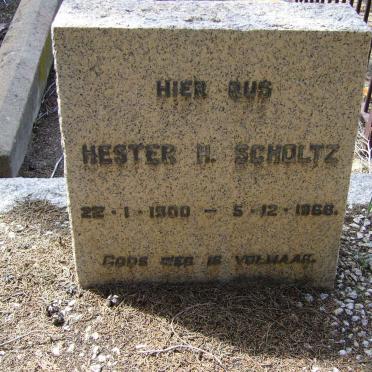 HIER RUS
HESTER H. SCHOLTZ
22 · 1 · 1900 — 5 · 12 · 1968.
GODS WEG IS VOLMAAK.